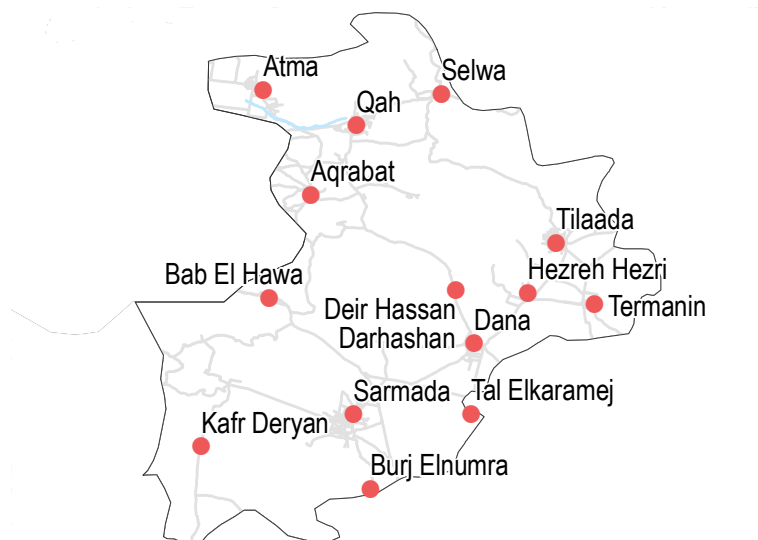 Atma
Selwa
Qah
Aqrabat
Tilaada
Bab El Hawa
Hezreh Hezri
Deir Hassan
Darhashan
Dana
Termanin
Sarmada
Tal Elkaramej
Kafr Deryan
Burj Elnumra